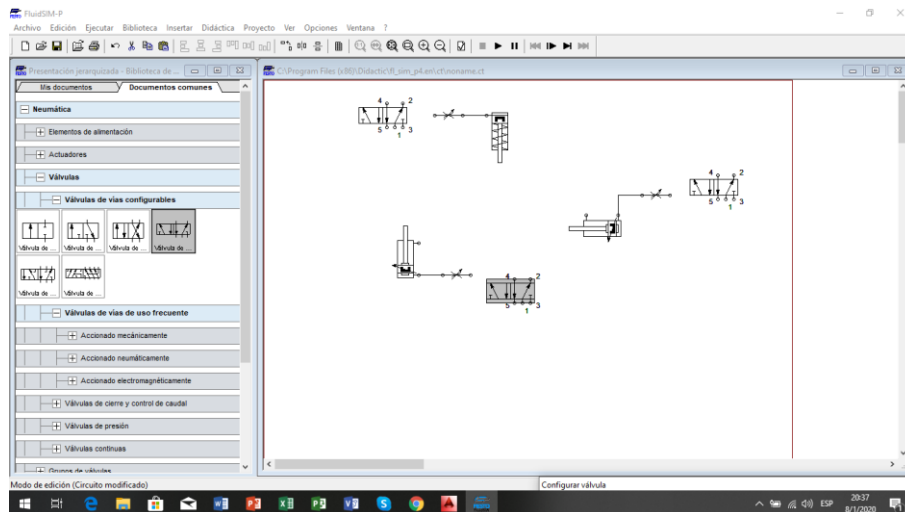 FluidSIM-P
Archivo Edición Ejecutar Biblioteca Insertar Didáctica Proyecto Ver Opciones Ventana ?
Presentación jerarquizada - Biblioteca de ...
C:\Program Files (x86)\Didactic\fl_sim_p4.en\ct\noname.ct
Mis documentos
Documentos comunes
Neumática
Elementos de alimentación
Actuadores
Válvulas
Válvulas de vías configurables
Válvula de ...
Válvula de ...
Válvula de ...
Válvula de ...
Válvula de ...
Válvula de ...
Válvulas de vías de uso frecuente
Accionado mecánicamente
Accionado neumáticamente
Accionado electromagnéticamente
Válvulas de cierre y control de caudal
Válvulas de presión
Válvulas continuas
Grupos de válvulas
4 2
5 1 3
4 2
5 1 3
4 2
5 1 3
Modo de edición (Circuito modificado)
Configurar válvula
ESP
20:37
8/1/2020